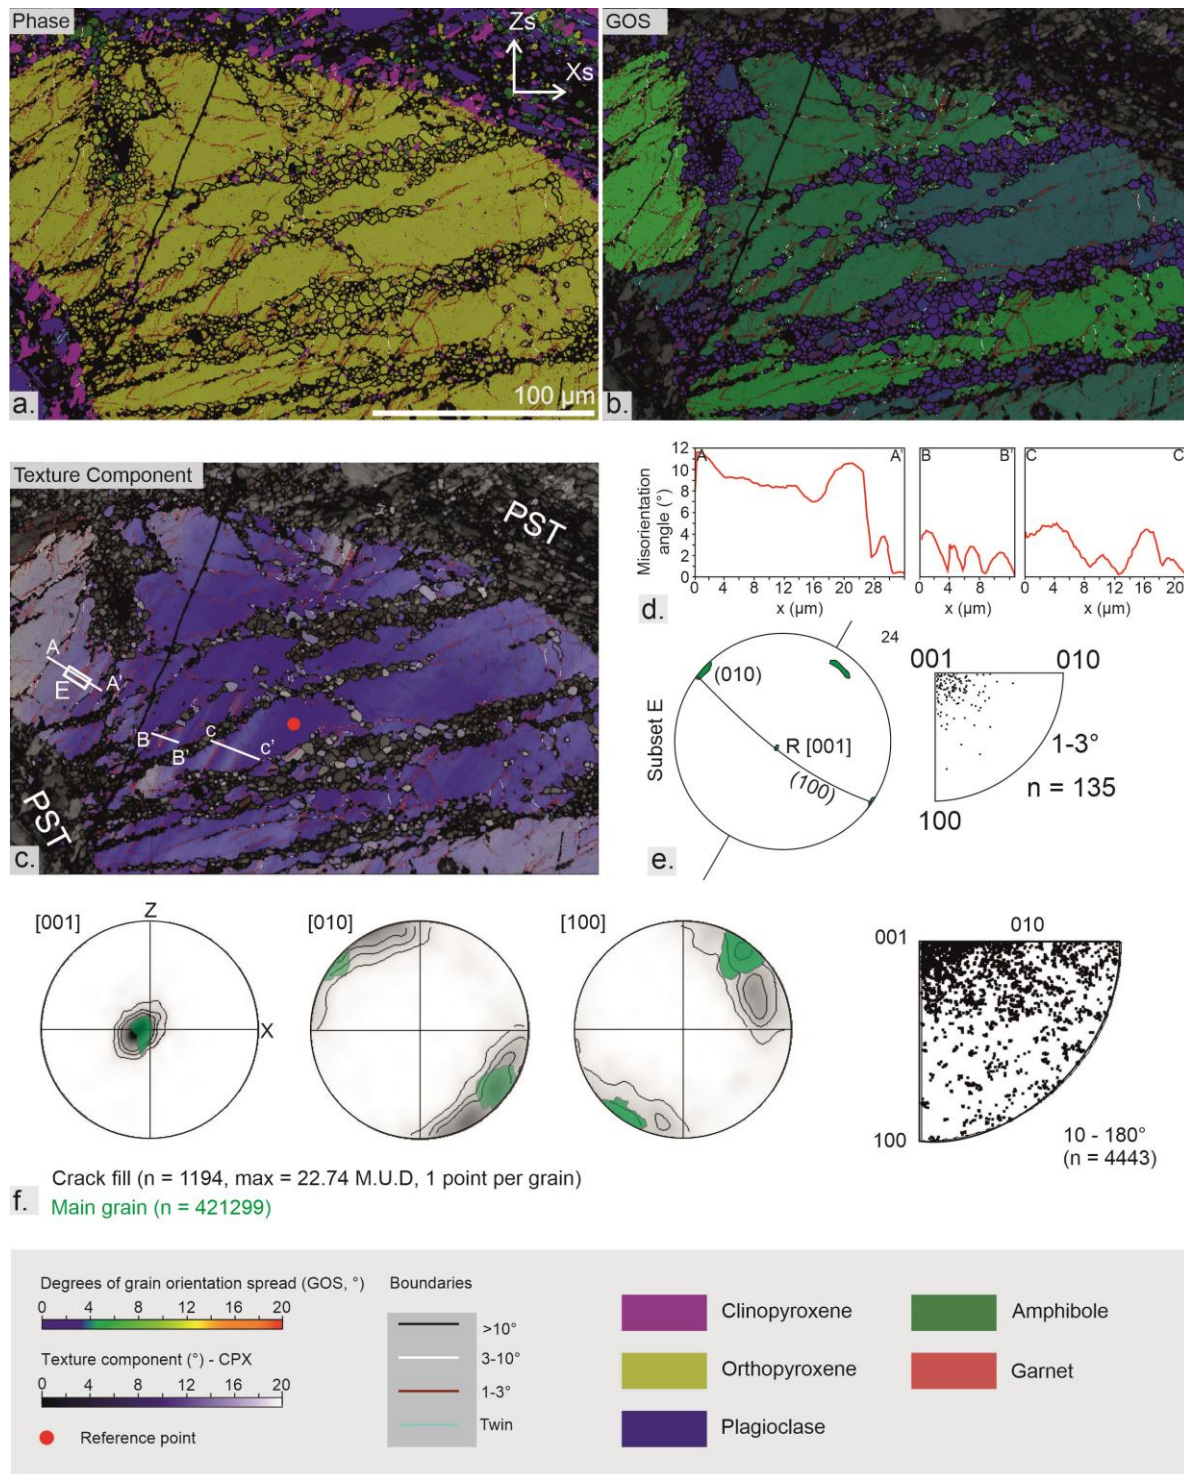 Phase
Zs
Xs
100 µm
a.
GOS
b.
Texture Component
PST
A
E
A'
B
B'
c
c'
PST
c.
12
10
8
6
4
2
0
Misorientation
angle (°)
A
A'
B
B'
C
C'
0 4 8 12 16 20 28
0 4 8
0 4 8 12 16 20
x (µm)
x (µm)
x (µm)
d.
Subset E
24
(010)
R [001]
(100)
001
010
1-3°
n = 135
100
e.
[001]
Z
X
[010]
[100]
001
010
100
10 - 180°
(n = 4443)
Crack fill (n = 1194, max = 22.74 M.U.D, 1 point per grain)
Main grain (n = 421299)
f.
Degrees of grain orientation spread (GOS, °)
0 4 8 12 16 20
Texture component (°) - CPX
0 4 8 12 16 20
Reference point
Boundaries
>10°
3-10°
1-3°
Twin
Clinopyroxene
Orthopyroxene
Plagioclase
Amphibole
Garnet